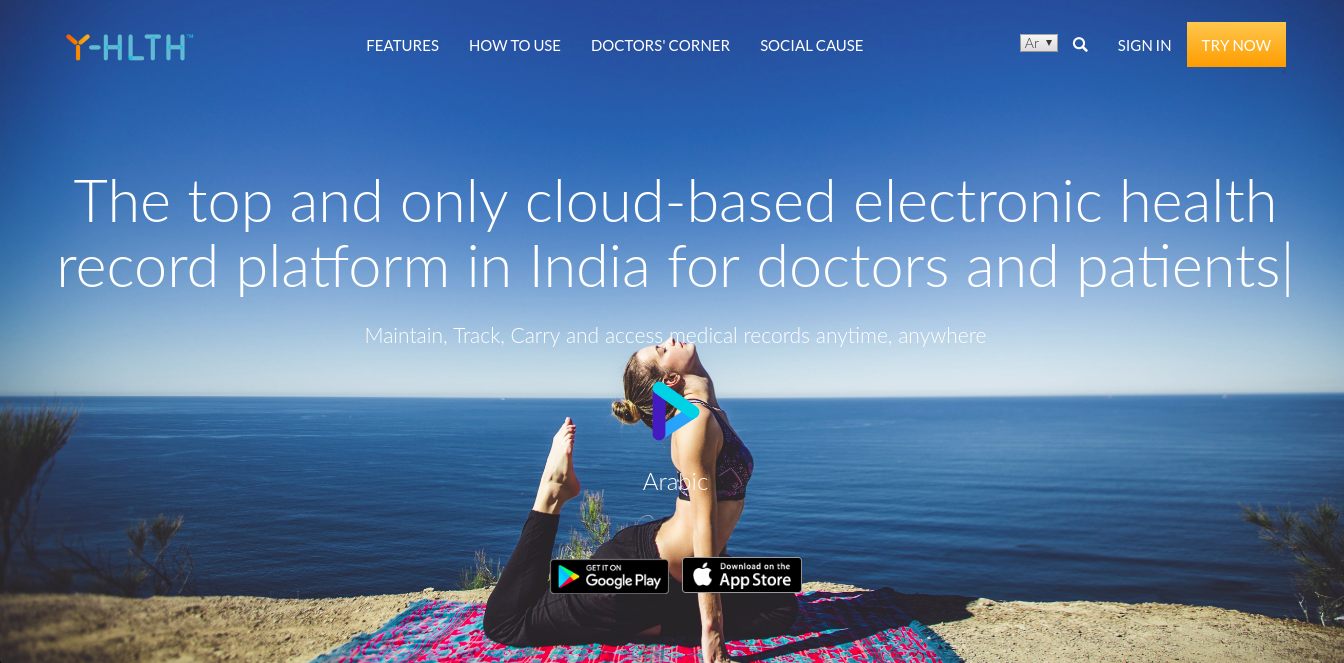 Y-HLTH™
FEATURES
HOW TO USE
DOCTORS' CORNER
SOCIAL CAUSE
Ar
SIGN IN
TRY NOW
The top and only cloud-based electronic health
record platform in India for doctors and patients|
Maintain, Track, Carry and access medical records anytime, anywhere
Arabic
GET IT ON
Google Play
Download on the
App Store